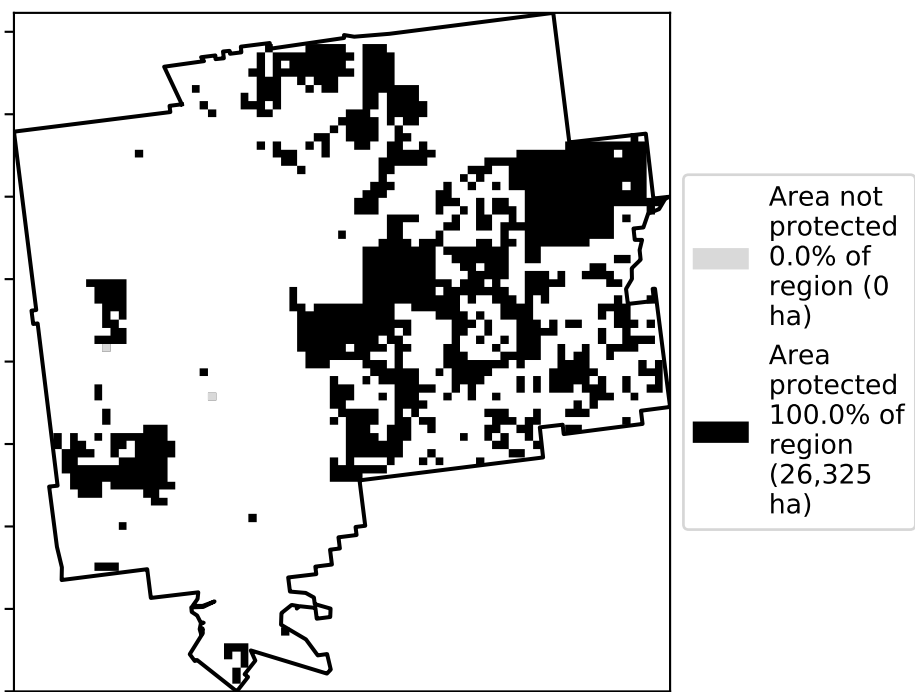 Area not
protected
0.0% of
region (0
ha)
Area
protected
100.0% of
region
(26,325
ha)